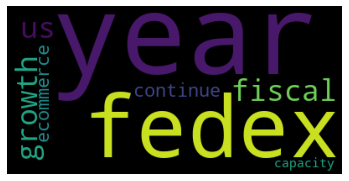 us
year
growth
ecommerce
continue
fiscal
fedex
capacity